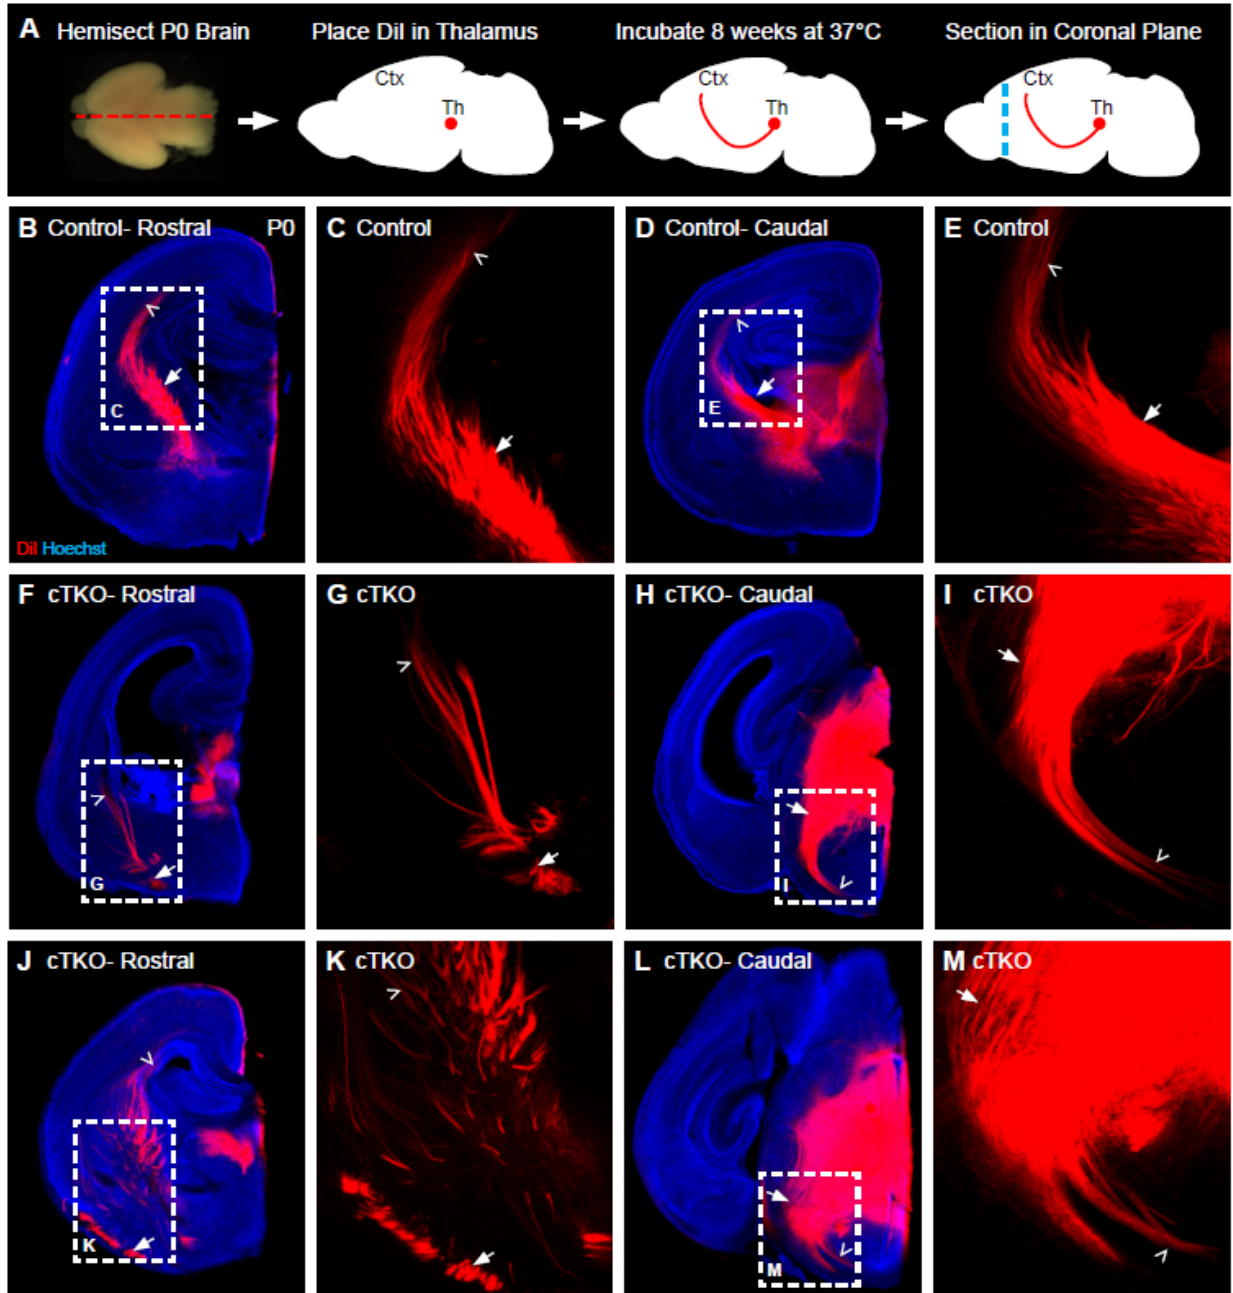 A Hemisect P0 Brain Place DiI in Thalamus Incubate 8 weeks at 37°C Section in Coronal Plane
Ctx Ctx Ctx
Th Th Th
B Control- Rostral P0 C Control D Control- Caudal E Control
C E
DiI Hoechst
F cTKO- Rostral G cTKO H cTKO- Caudal I cTKO
G I
J cTKO- Rostral K cTKO L cTKO- Caudal M cTKO
K M